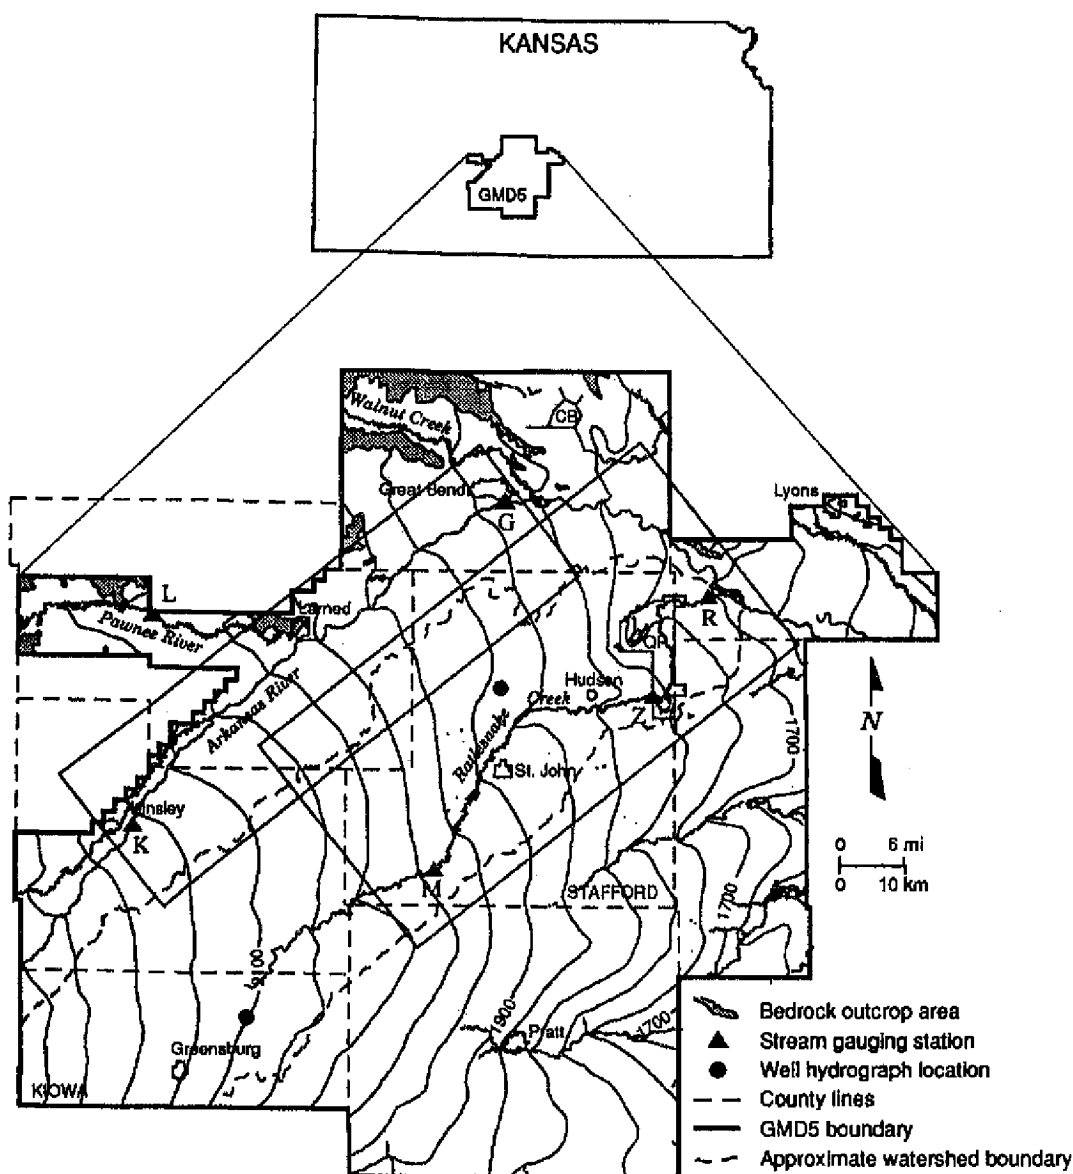 KANSAS
GMD5
Walnut Creek
CB
Great Bend
G
Lyons
L
Pawnee River
Larned
R
Arkansas River
Hudson
Rattlesnake Creek
Z
1700
N
St. John
K
M
0 6 mi
0 10 km
STAFFORD
1700
2100
1900
Pratt
1700
Greensburg
KIOWA
Bedrock outcrop area
Stream gauging station
Well hydrograph location
County lines
GMD5 boundary
Approximate watershed boundary